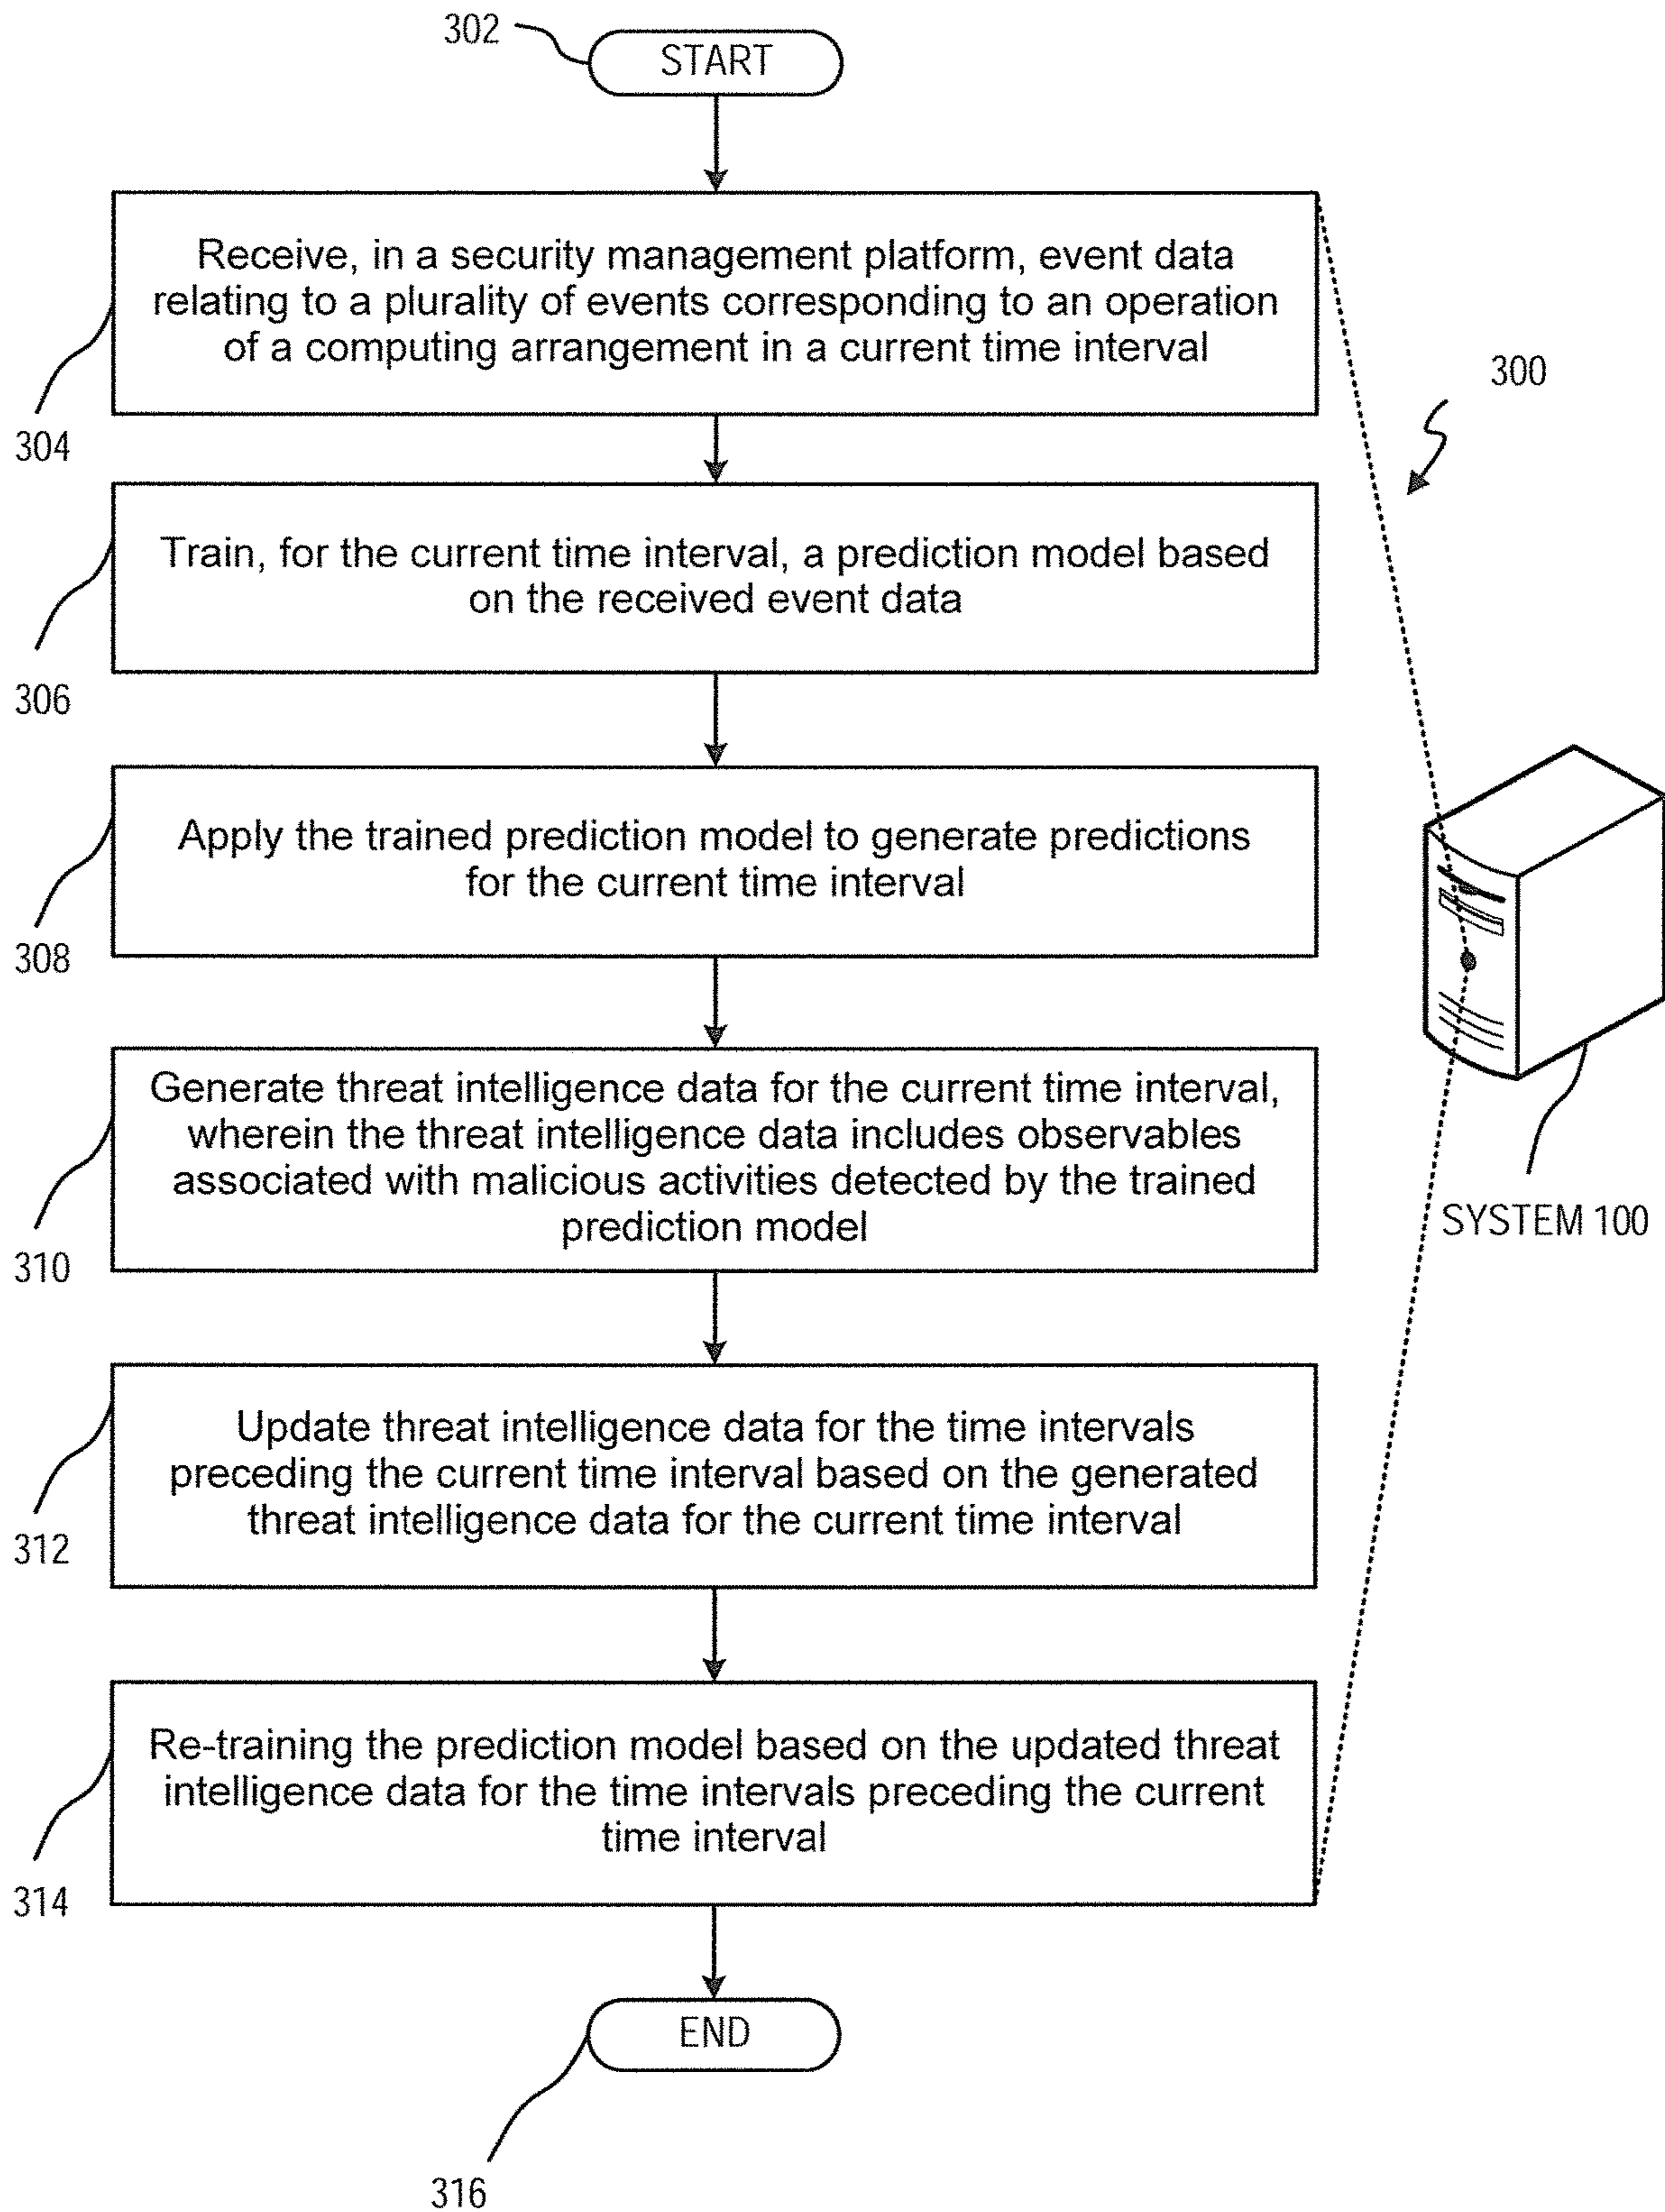 302
START
Receive, in a security management platform, event data
relating to a plurality of events corresponding to an operation
of a computing arrangement in a current time interval
304
300
Train, for the current time interval, a prediction model based
on the received event data
306
Apply the trained prediction model to generate predictions
for the current time interval
308
Generate threat intelligence data for the current time interval,
wherein the threat intelligence data includes observables
associated with malicious activities detected by the trained
prediction model
310
SYSTEM 100
Update threat intelligence data for the time intervals
preceding the current time interval based on the generated
threat intelligence data for the current time interval
312
Re-training the prediction model based on the updated threat
intelligence data for the time intervals preceding the current
time interval
314
END
316